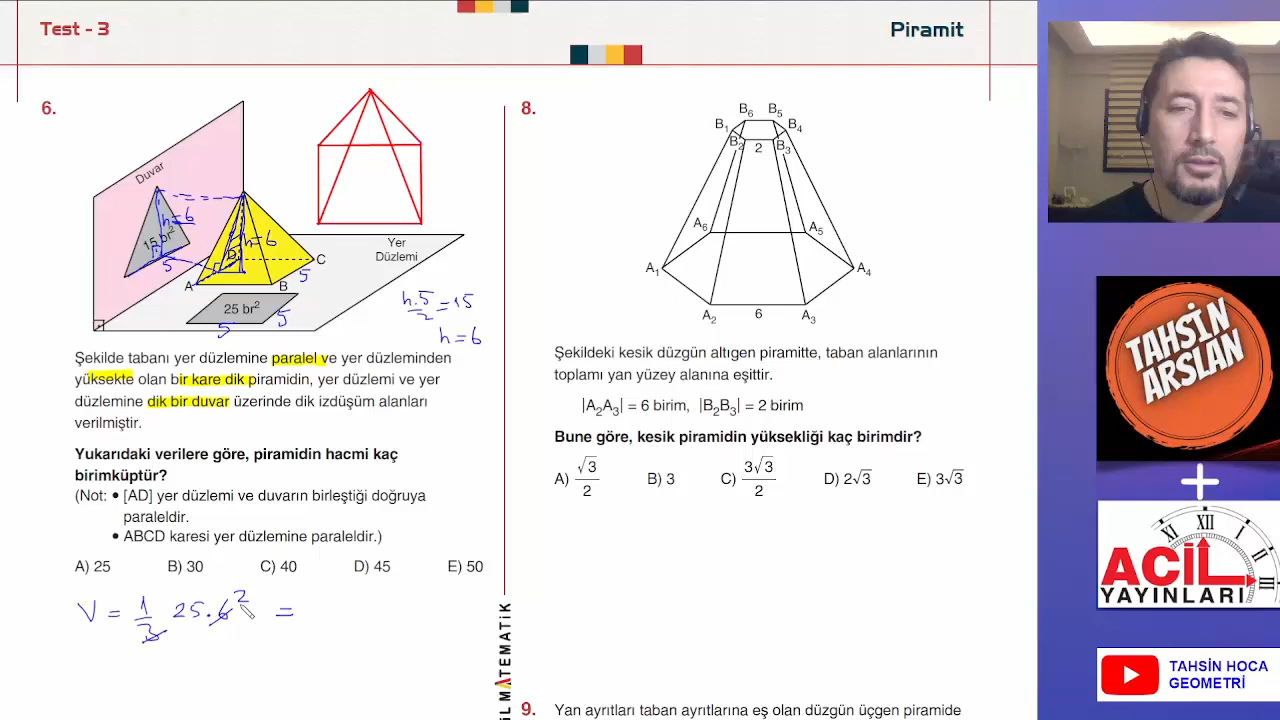 Test - 3
Piramit
6.
Duvar
h=6
15 br²
5
h=6
D
5
A
B
C
5
Yer
Düzlemi
25 br²
5
5
h.5/2 = 15
h = 6
Şekilde tabanı yer düzlemine paralel ve yer düzleminden
yüksekte olan bir kare dik piramidin, yer düzlemi ve yer
düzlemine dik bir duvar üzerinde dik izdüşüm alanları
verilmiştir.
Yukarıdaki verilere göre, piramidin hacmi kaç
birimküptür?
(Not: • [AD] yer düzlemi ve duvarın birleştiği doğruya
paraleldir.
• ABCD karesi yer düzlemine paraleldir.)
A) 25 B) 30 C) 40 D) 45 E) 50
V = 1/3 25.6 2 =
İL MATEMATİK
8.
B₆ B₅
B₁ B₄
B₂ 2 B₃
A₆ A₅
A₁ A₄
A₂ 6 A₃
Şekildeki kesik düzgün altıgen piramitte, taban alanlarının
toplamı yan yüzey alanına eşittir.
|A₂A₃| = 6 birim, |B₂B₃| = 2 birim
Bune göre, kesik piramidin yüksekliği kaç birimdir?
A) √3/2 B) 3 C) 3√3/2 D) 2√3 E) 3√3
9. Yan ayrıtları taban ayrıtlarına eş olan düzgün üçgen piramide
TAHSİN
ARSLAN
+
XI XII I II III
ACİL
YAYINLARI
TAHSİN HOCA
GEOMETRİ